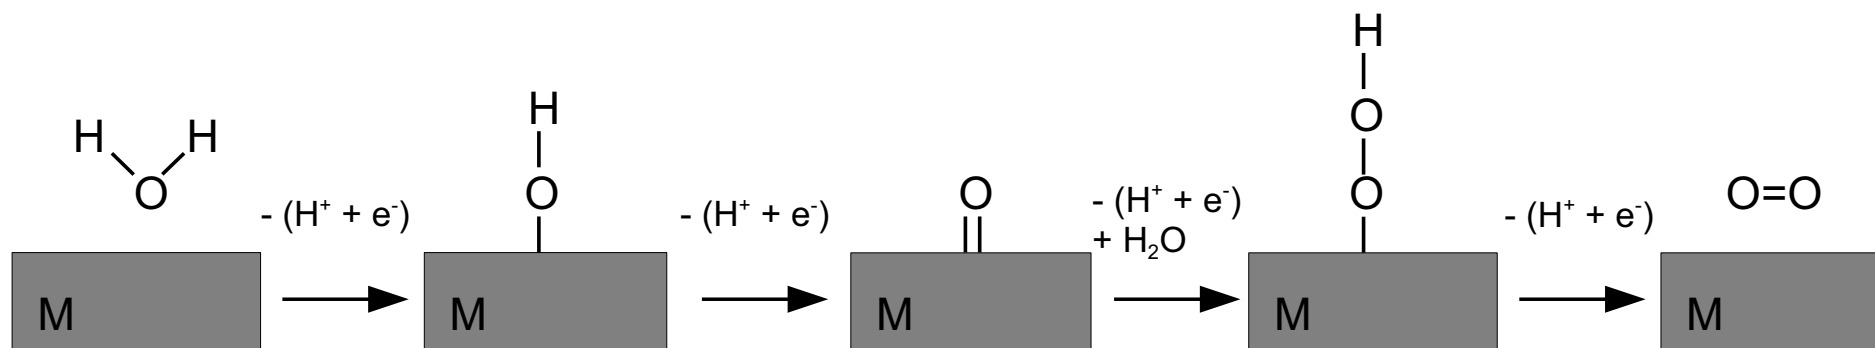 H H
O
M
- (H⁺ + e⁻)
H
O
M
- (H⁺ + e⁻)
O
M
- (H⁺ + e⁻)
+ H₂O
H
O
O
M
- (H⁺ + e⁻)
O=O
M